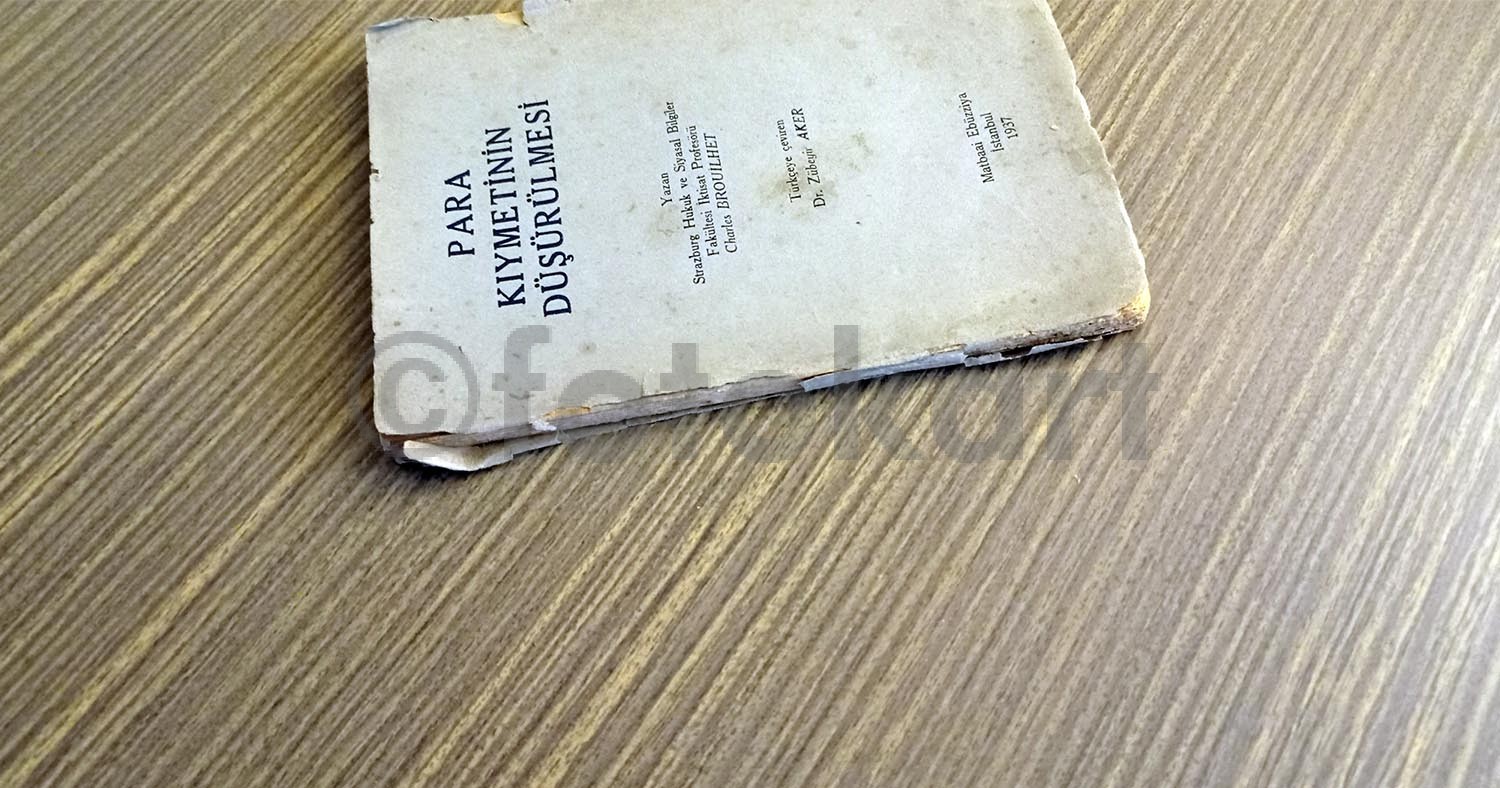 PARA
KIYMETİNİN
DÜŞÜRÜLMESİ
Yazan
Strazburg Hukuk ve Siyasal Bilgiler
Fakültesi İktisat Profesörü
Charles BROUILHET
Türkçeye çeviren
Dr. Zübeyir AKER
Matbaai Ebüzziya
İstanbul
1937
©fotokart